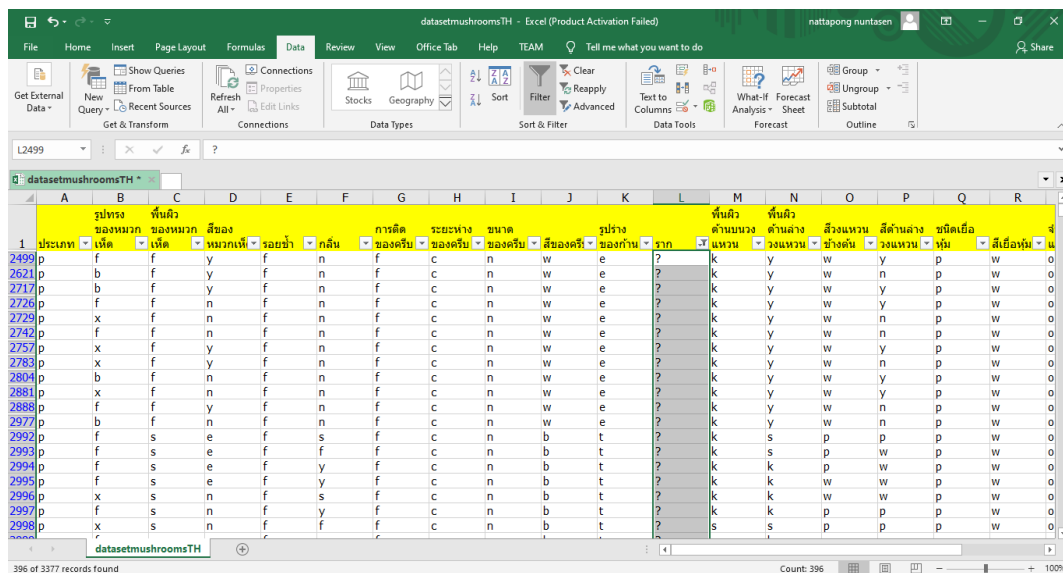 datasetmushroomsTH - Excel (Product Activation Failed)
nattapong nuntasen
File Home Insert Page Layout Formulas Data Review View Office Tab Help TEAM Tell me what you want to do Share
Get External Data
New Query
Show Queries
From Table
Recent Sources
Get & Transform
Refresh All
Connections
Properties
Edit Links
Connections
Stocks Geography
Data Types
Sort
Filter
Clear
Reapply
Advanced
Sort & Filter
Text to Columns
Data Tools
What-If Analysis
Forecast Sheet
Forecast
Group
Ungroup
Subtotal
Outline
L2499 fx ?
datasetmushroomsTH *
A B C D E F G H I J K L M N O P Q R
1 ประเภท รูปทรงของหมวกเห็ด พื้นผิวของหมวกเห็ด สีของหมวกเห็ รอยช้ำ กลิ่น การติดของครีบ ระยะห่างของครีบ ขนาดของครีบ สีของครี รูปร่างของก้าน ราก พื้นผิวด้านบนวงแหวน พื้นผิวด้านล่างวงแหวน สีวงแหวนข้างต้น สีด้านล่างวงแหวน ชนิดเยื่อหุ้ม สีเยื่อหุ้ม
2499 p f f y f n f c n w e ? k y w y p w o
2621 p b f y f n f c n w e ? k y w n p w o
2717 p b f y f n f c n w e ? k y w y p w o
2726 p f f n f n f c n w e ? k y w n p w o
2729 p x f n f n f c n w e ? k y w n p w o
2742 p f f n f n f c n w e ? k y w n p w o
2757 p x f y f n f c n w e ? k y w y p w o
2783 p x f y f n f c n w e ? k y w n p w o
2804 p b f n f n f c n w e ? k y w y p w o
2881 p x f n f n f c n w e ? k y w y p w o
2888 p f f y f n f c n w e ? k y w n p w o
2977 p b f n f n f c n w e ? k y w n p w o
2992 p f s e f s f c n b t ? k s p p p w o
2993 p f s e f f f c n b t ? k s p w p w o
2994 p f s e f y f c n b t ? k k p w p w o
2995 p f s e f y f c n b t ? k k w w p w o
2996 p x s n f s f c n b t ? k k w w p w o
2997 p f s n f y f c n b t ? k k p w p w o
2998 p x s n f f f c n b t ? s s p p p w o
datasetmushroomsTH
396 of 3377 records found
Count: 396